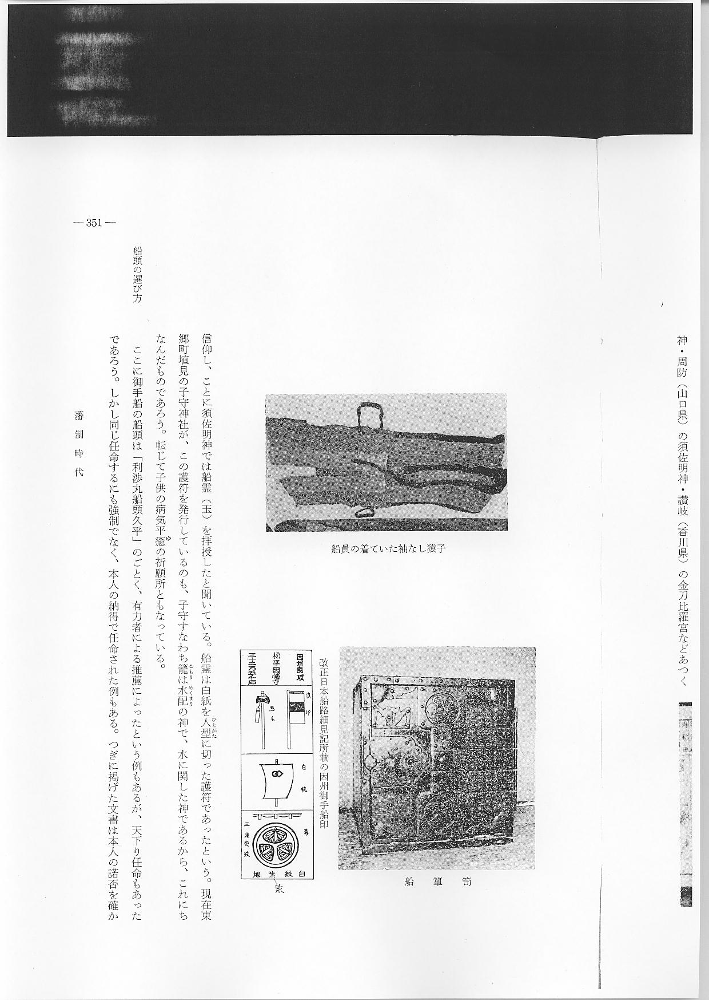 神・周防（山口県）の須佐明神・讃岐（香川県）の金刀比羅宮などあつく
船簞笥
船員の着ていた袖なし猿子
改正日本船路細見記所載の因州御手船印
因州鳥取
松平因幡守
三十二万五千石
旗印
鳥毛
白帆
幕
三葉葵紋
白紋紫地
紫
信仰し、ことに須佐明神では船霊（玉）を拝授したと聞いている。船霊は白紙を人型に切った護符であったという。現在東
ひとがた
郷町埴見の子守神社が、この護符を発行しているのも、子守すなわち籠は水配の神で、水に関した神であるから、これにち
こもり
みくまり
なんだものであろう。転じて子供の病気平癒の祈願所ともなっている。
ゆ
船頭の選び方
ここに御手船の船頭は「利渉丸船頭久平」のごとく、有力者による推薦によったという例もあるが、天下り任命もあった
であろう。しかし同じ任命するにも強制でなく、本人の納得で任命された例もある。つぎに掲げた文書は本人の諾否を確か
藩制時代
—351—